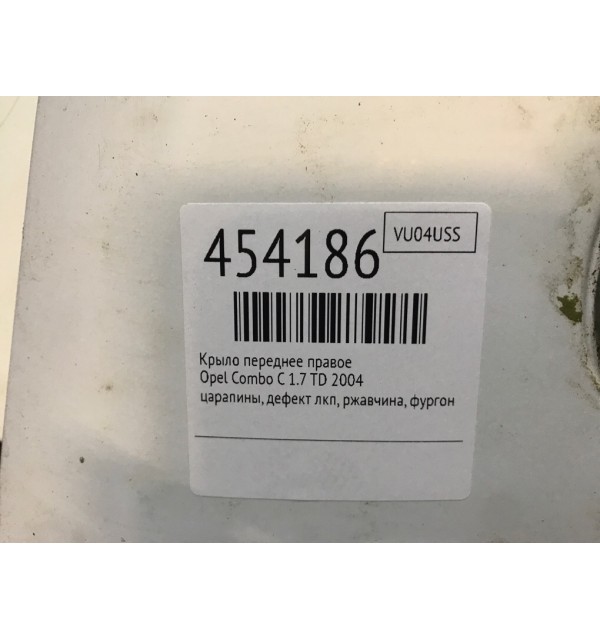 454186
VU04USS
Крыло переднее правое
Opel Combo C 1.7 TD 2004
царапины, дефект лкп, ржавчина, фургон